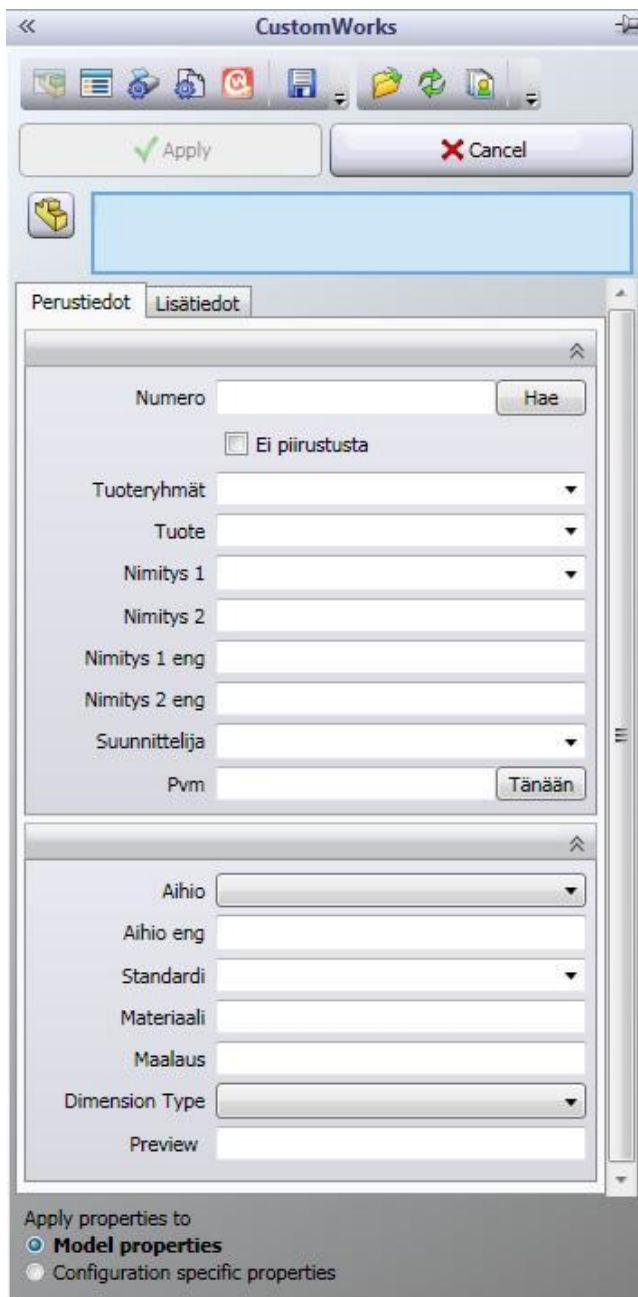 CustomWorks
Apply
Cancel
Perustiedot Lisätiedot
Numero Hae
Ei piirustusta
Tuoteryhmät
Tuote
Nimitys 1
Nimitys 2
Nimitys 1 eng
Nimitys 2 eng
Suunnittelija
Pvm Tänään
Aihio
Aihio eng
Standardi
Materiaali
Maalaus
Dimension Type
Preview
Apply properties to
Model properties
Configuration specific properties